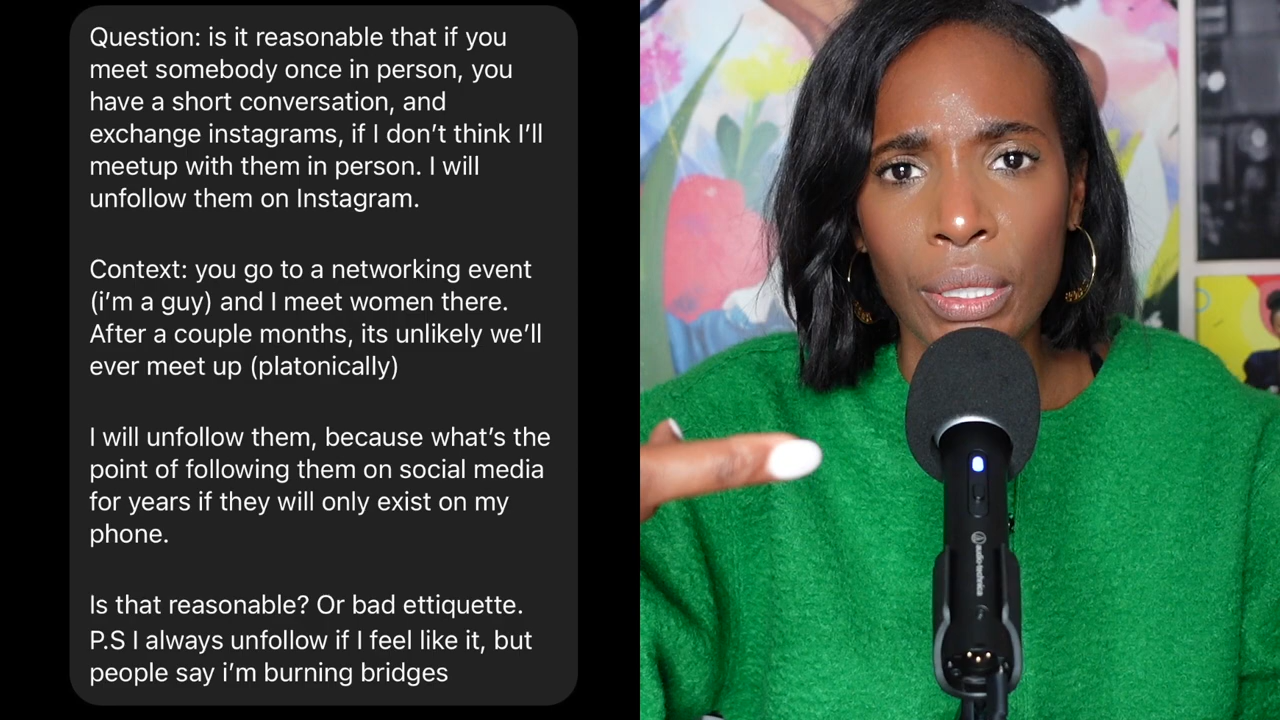 Question: is it reasonable that if you
meet somebody once in person, you
have a short conversation, and
exchange instagrams, if I don’t think I’ll
meetup with them in person. I will
unfollow them on Instagram.
Context: you go to a networking event
(i’m a guy) and I meet women there.
After a couple months, its unlikely we’ll
ever meet up (platonically)
I will unfollow them, because what’s the
point of following them on social media
for years if they will only exist on my
phone.
Is that reasonable? Or bad ettiquette.
P.S I always unfollow if I feel like it, but
people say i’m burning bridges
audio-technica